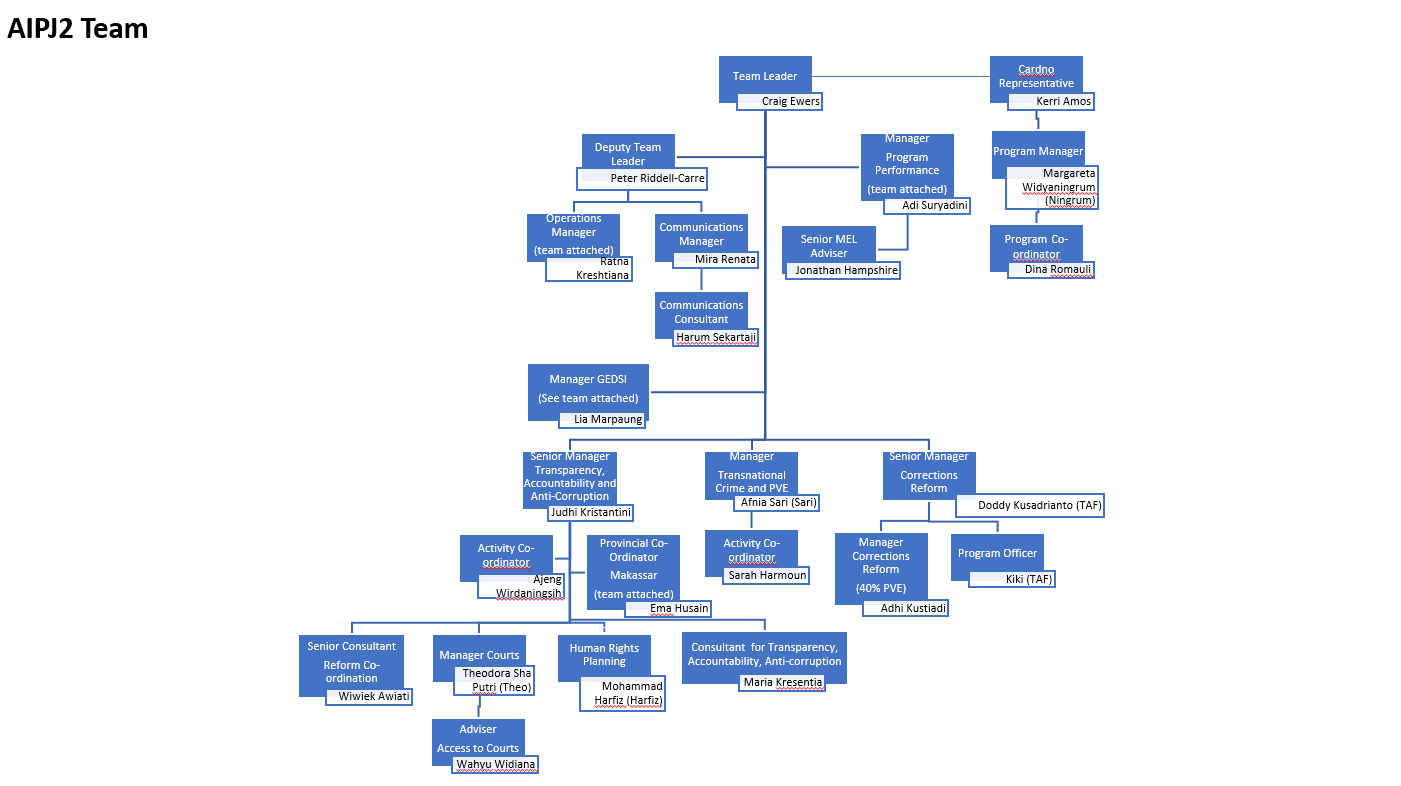 AIPJ2 Team
Team Leader
Craig Ewers
Cardno
Representative
Kerri Amos
Deputy Team
Leader
Peter Riddell-Carre
Manager
Program
Performance
(team attached)
Adi Suryadini
Program Manager
Margareta
Widyaningrum
(Ningrum)
Operations
Manager
(team attached)
Ratna
Kreshtiana
Communications
Manager
Mira Renata
Senior MEL
Adviser
Jonathan Hampshire
Program Co-
ordinator
Dina Romauli
Communications
Consultant
Harum Sekartaji
Manager GEDSI
(See team attached)
Lia Marpaung
Senior Manager
Transparency,
Accountability and
Anti-Corruption
Judhi Kristantini
Manager
Transnational
Crime and PVE
Afnia Sari (Sari)
Senior Manager
Corrections
Reform
Doddy Kusadrianto (TAF)
Activity Co-
ordinator
Ajeng
Wirdaningsih
Provincial Co-
Ordinator
Makassar
(team attached)
Ema Husain
Activity Co-
ordinator
Sarah Harmoun
Manager
Corrections
Reform
(40% PVE)
Adhi Kustiadi
Program Officer
Kiki (TAF)
Senior Consultant
Reform Co-
ordination
Wiwiek Awiati
Manager Courts
Theodora Sha
Putri (Theo)
Human Rights
Planning
Mohammad
Harfiz (Harfiz)
Consultant for Transparency,
Accountability, Anti-corruption
Maria Kresentia
Adviser
Access to Courts
Wahyu Widiana